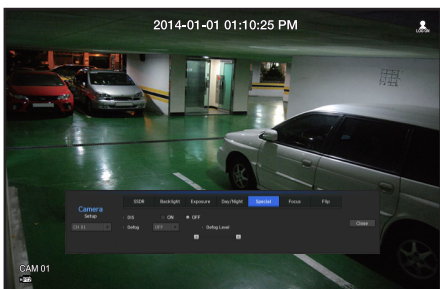 2014-01-01 01:10:25 PM
SSDR Backlight Exposure Day/Night Special Focus Flip
Camera Setup
CH 01
DIS ON OFF
Defog OFF Defog Level
Close
CAM 01